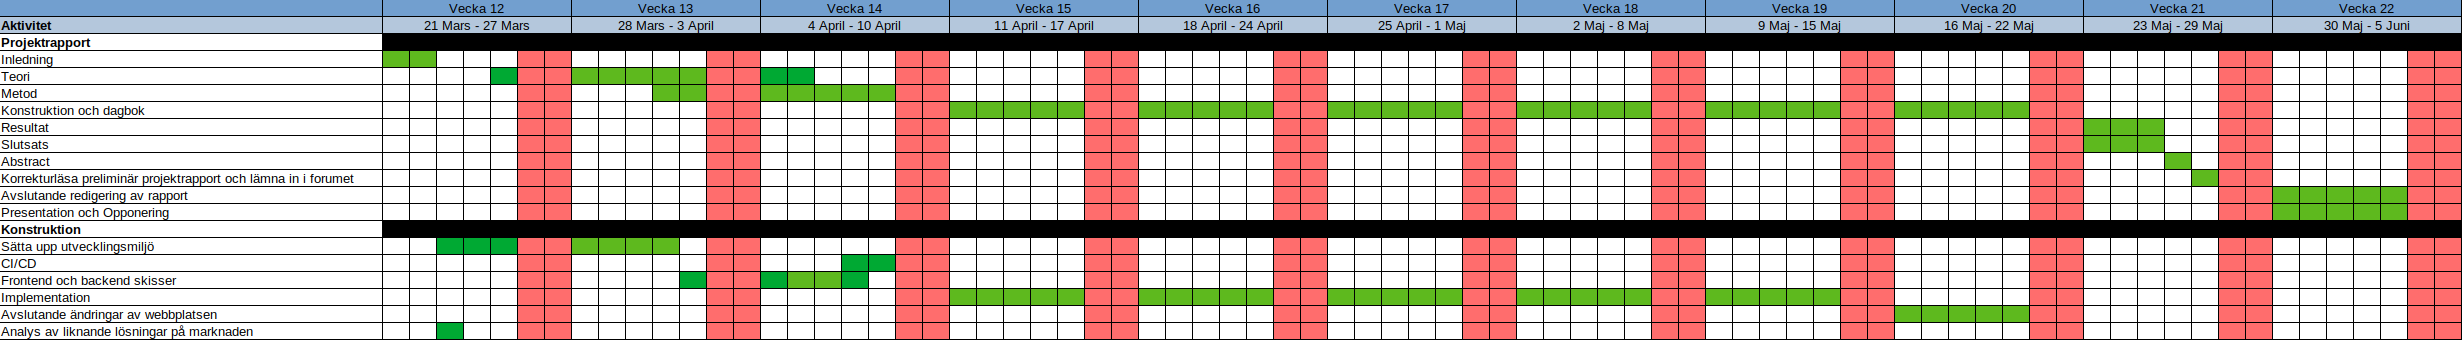 Vecka 12 Vecka 13 Vecka 14 Vecka 15 Vecka 16 Vecka 17 Vecka 18 Vecka 19 Vecka 20 Vecka 21 Vecka 22
Aktivitet 21 Mars - 27 Mars 28 Mars - 3 April 4 April - 10 April 11 April - 17 April 18 April - 24 April 25 April - 1 Maj 2 Maj - 8 Maj 9 Maj - 15 Maj 16 Maj - 22 Maj 23 Maj - 29 Maj 30 Maj - 5 Juni
Projektrapport
Inledning
Teori
Metod
Konstruktion och dagbok
Resultat
Slutsats
Abstract
Korrekturläsa preliminär projektrapport och lämna in i forumet
Avslutande redigering av rapport
Presentation och Opponering
Konstruktion
Sätta upp utvecklingsmiljö
CI/CD
Frontend och backend skisser
Implementation
Avslutande ändringar av webbplatsen
Analys av liknande lösningar på marknaden